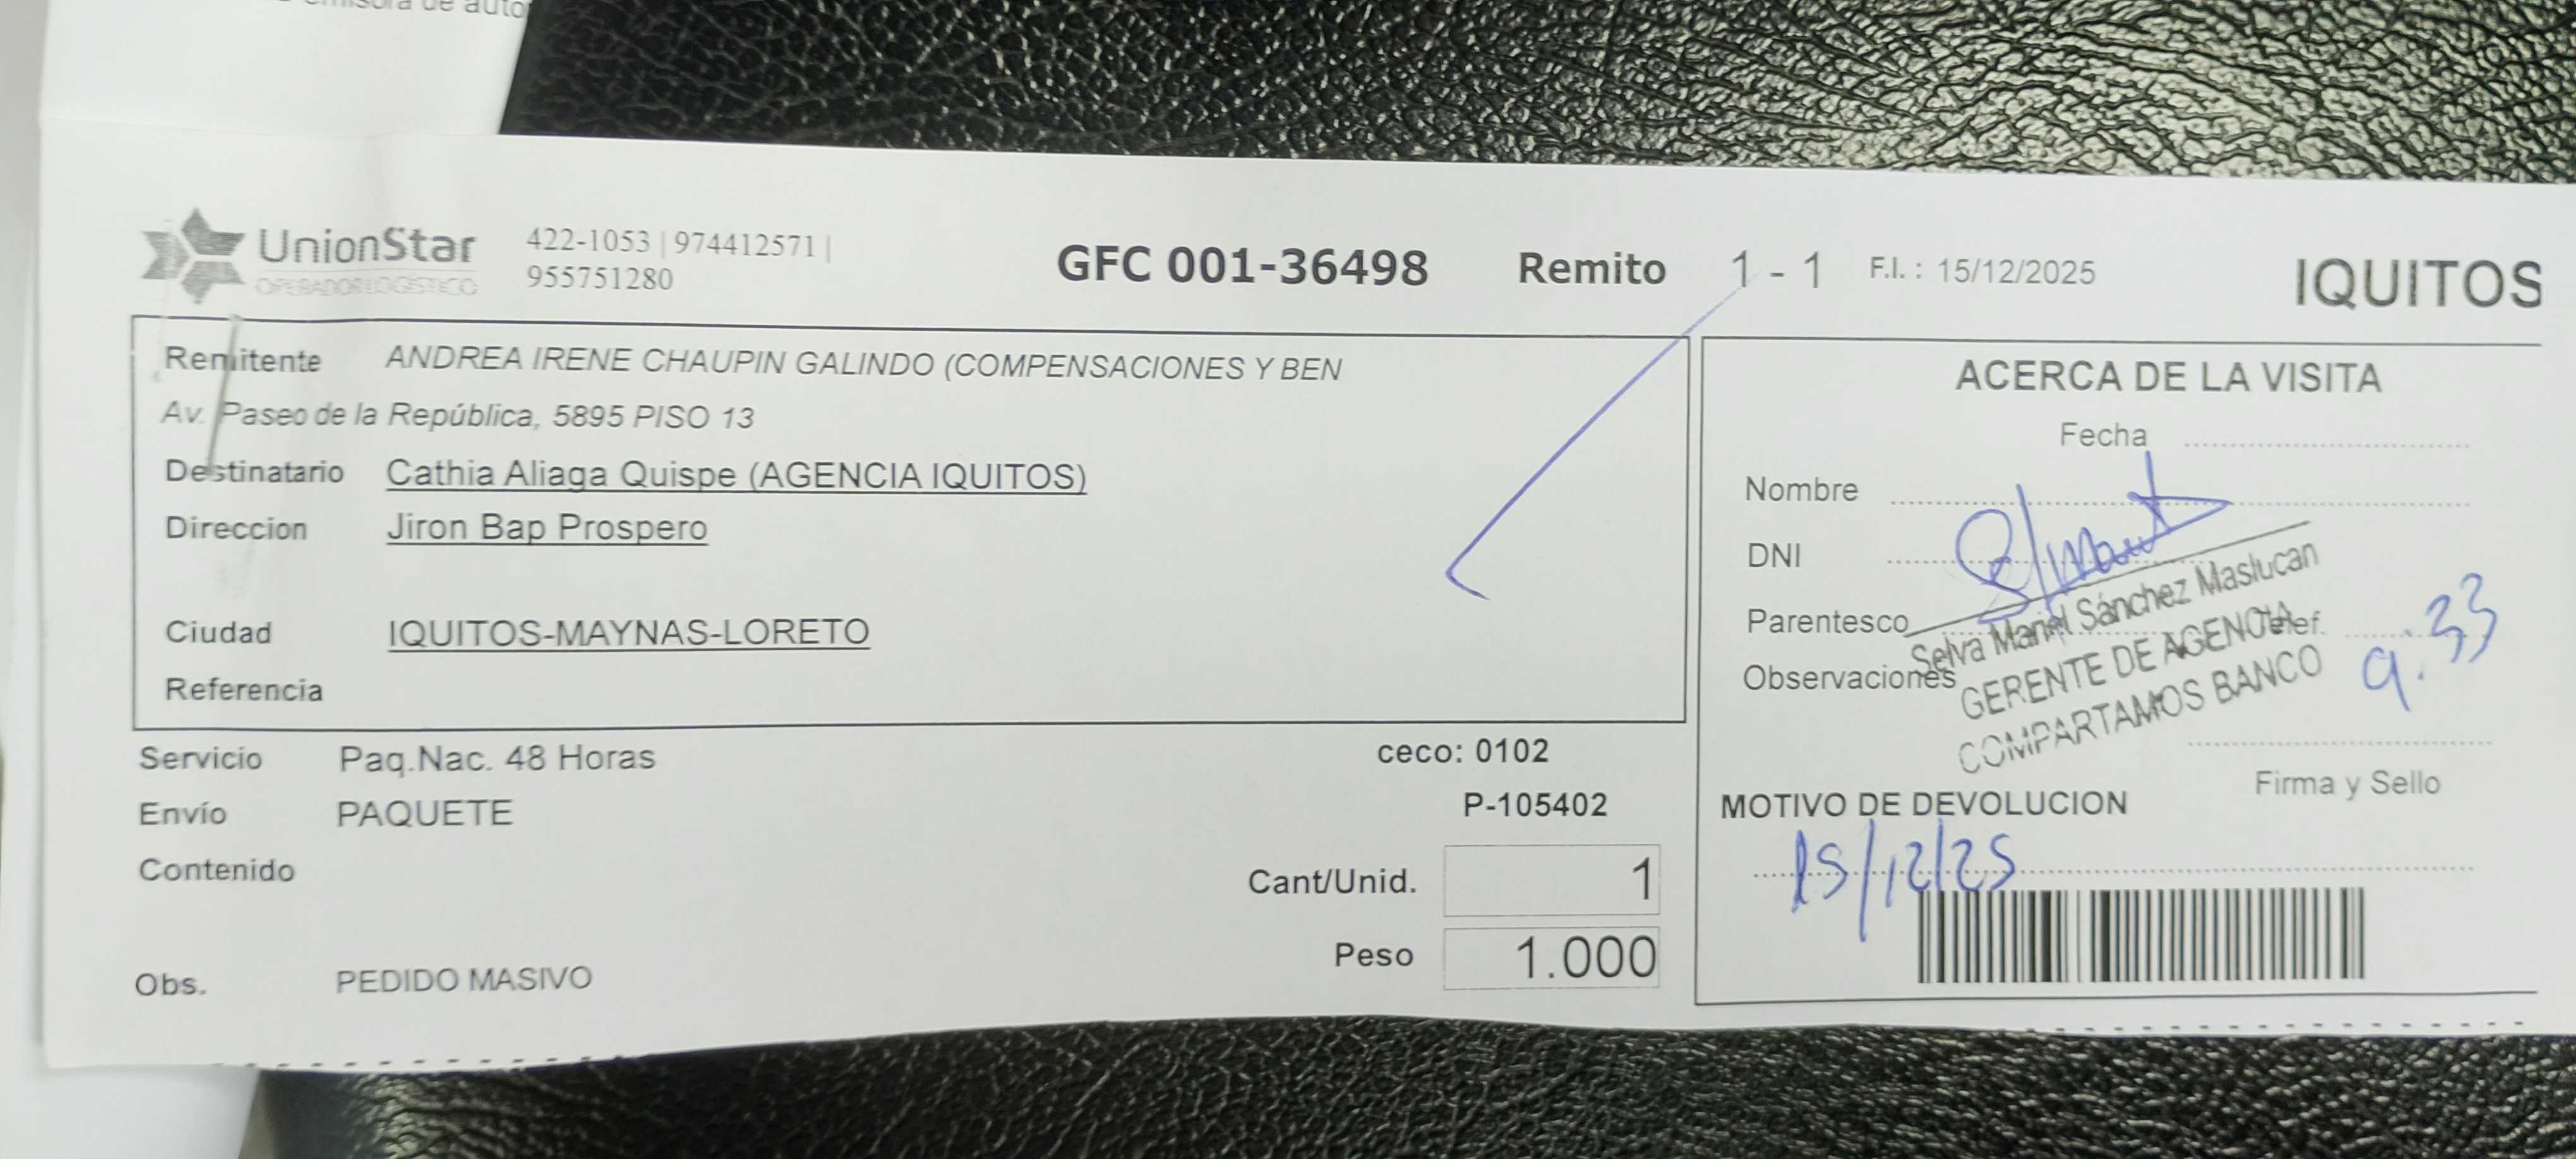 emisora de auto
UnionStar
OPERADOR LOGÍSTICO
422-1053 | 974412571 |
955751280
GFC 001-36498 Remito 1 - 1 F.I. : 15/12/2025 IQUITOS
Remitente ANDREA IRENE CHAUPIN GALINDO (COMPENSACIONES Y BEN
Av. Paseo de la República, 5895 PISO 13
Destinatario Cathia Aliaga Quispe (AGENCIA IQUITOS)
Direccion Jiron Bap Prospero
Ciudad IQUITOS-MAYNAS-LORETO
Referencia
Servicio Paq.Nac. 48 Horas ceco: 0102
Envío PAQUETE P-105402
Contenido
Cant/Unid. 1
Peso 1.000
Obs. PEDIDO MASIVO
ACERCA DE LA VISITA
Fecha
Nombre
DNI
Parentesco
Telef.
Observaciones
Selva Mariel Sánchez Maslucan
GERENTE DE AGENCIA
COMPARTAMOS BANCO
9.33
Firma y Sello
MOTIVO DE DEVOLUCION
15/12/25